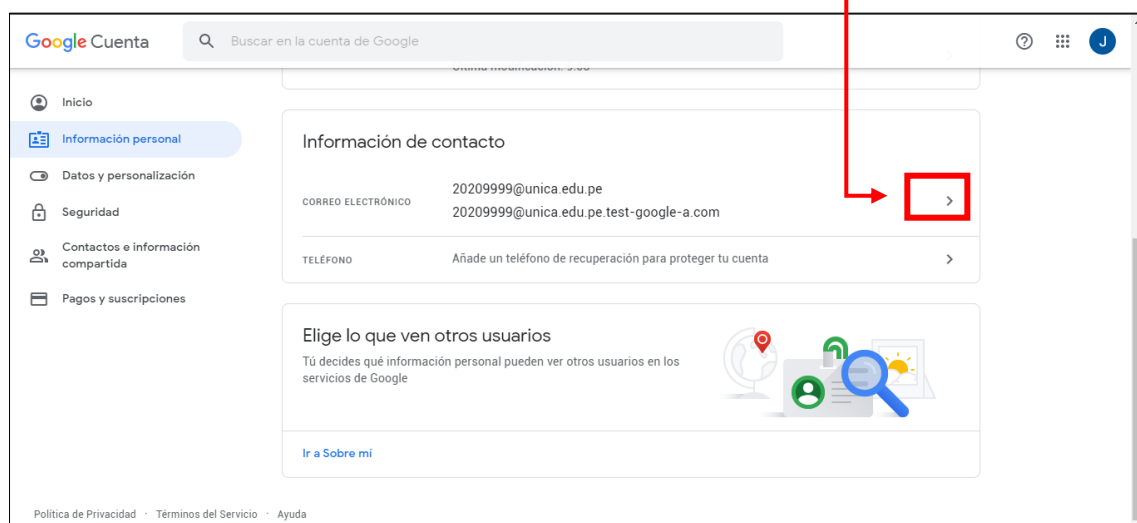 Google Cuenta
Buscar en la cuenta de Google
J
Inicio
Información personal
Datos y personalización
Seguridad
Contactos e información
compartida
Pagos y suscripciones
Información de contacto
CORREO ELECTRÓNICO
20209999@unica.edu.pe
20209999@unica.edu.pe.test-google-a.com
TELÉFONO
Añade un teléfono de recuperación para proteger tu cuenta
Elige lo que ven otros usuarios
Tú decides qué información personal pueden ver otros usuarios en los
servicios de Google
Ir a Sobre mí
Política de Privacidad · Términos del Servicio · Ayuda